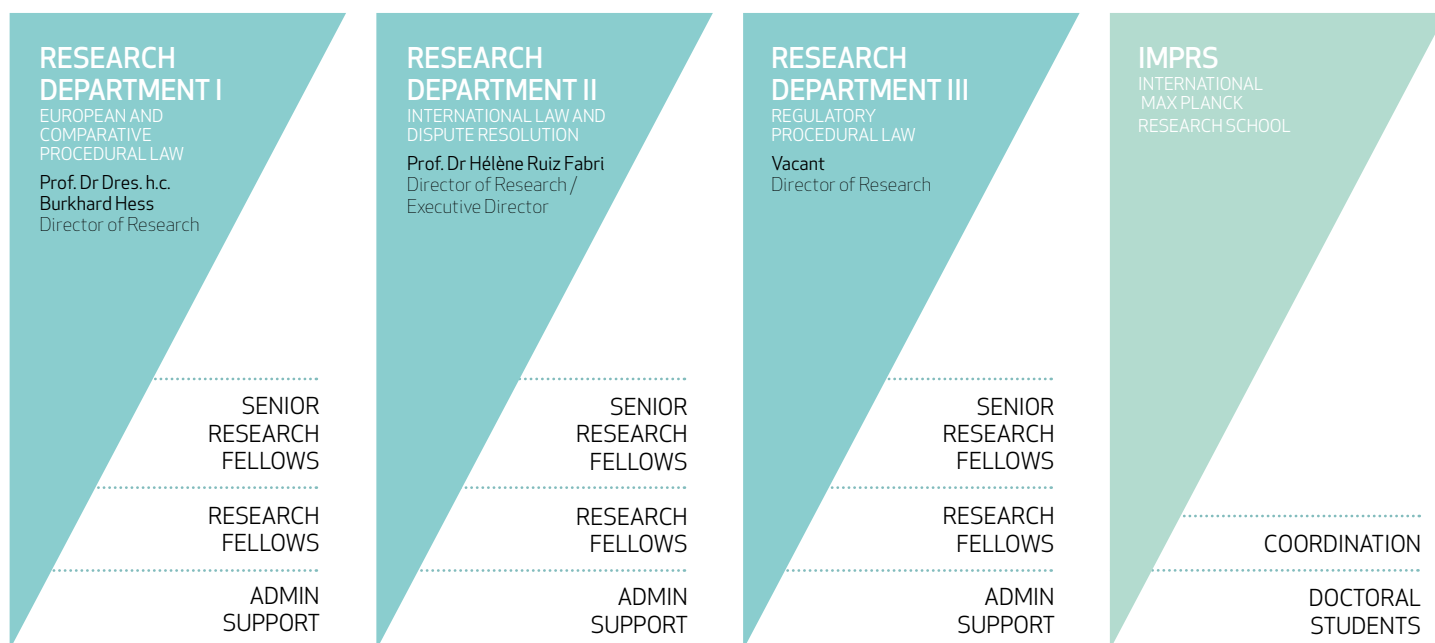 RESEARCH
DEPARTMENT I
EUROPEAN AND
COMPARATIVE
PROCEDURAL LAW
Prof. Dr Dres. h.c.
Burkhard Hess
Director of Research
SENIOR
RESEARCH
FELLOWS
RESEARCH
FELLOWS
ADMIN
SUPPORT
RESEARCH
DEPARTMENT II
INTERNATIONAL LAW AND
DISPUTE RESOLUTION
Prof. Dr Hélène Ruiz Fabri
Director of Research /
Executive Director
SENIOR
RESEARCH
FELLOWS
RESEARCH
FELLOWS
ADMIN
SUPPORT
RESEARCH
DEPARTMENT III
REGULATORY
PROCEDURAL LAW
Vacant
Director of Research
SENIOR
RESEARCH
FELLOWS
RESEARCH
FELLOWS
ADMIN
SUPPORT
IMPRS
INTERNATIONAL
MAX PLANCK
RESEARCH SCHOOL
COORDINATION
DOCTORAL
STUDENTS